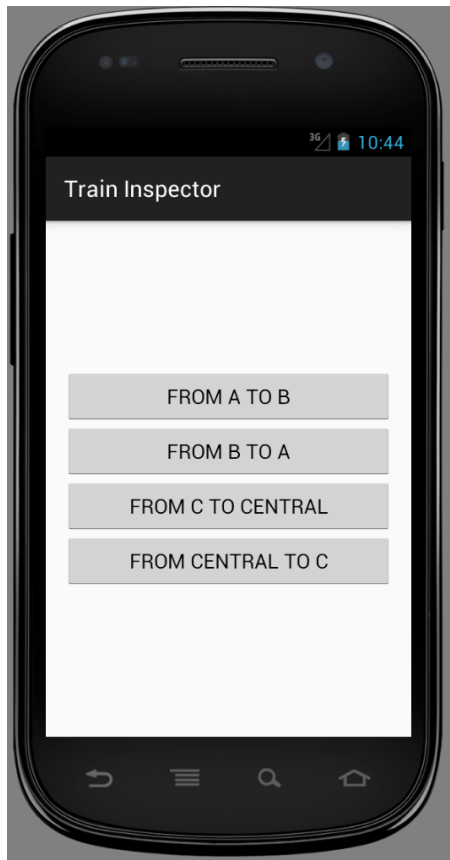 3G 10:44
Train Inspector
FROM A TO B
FROM B TO A
FROM C TO CENTRAL
FROM CENTRAL TO C